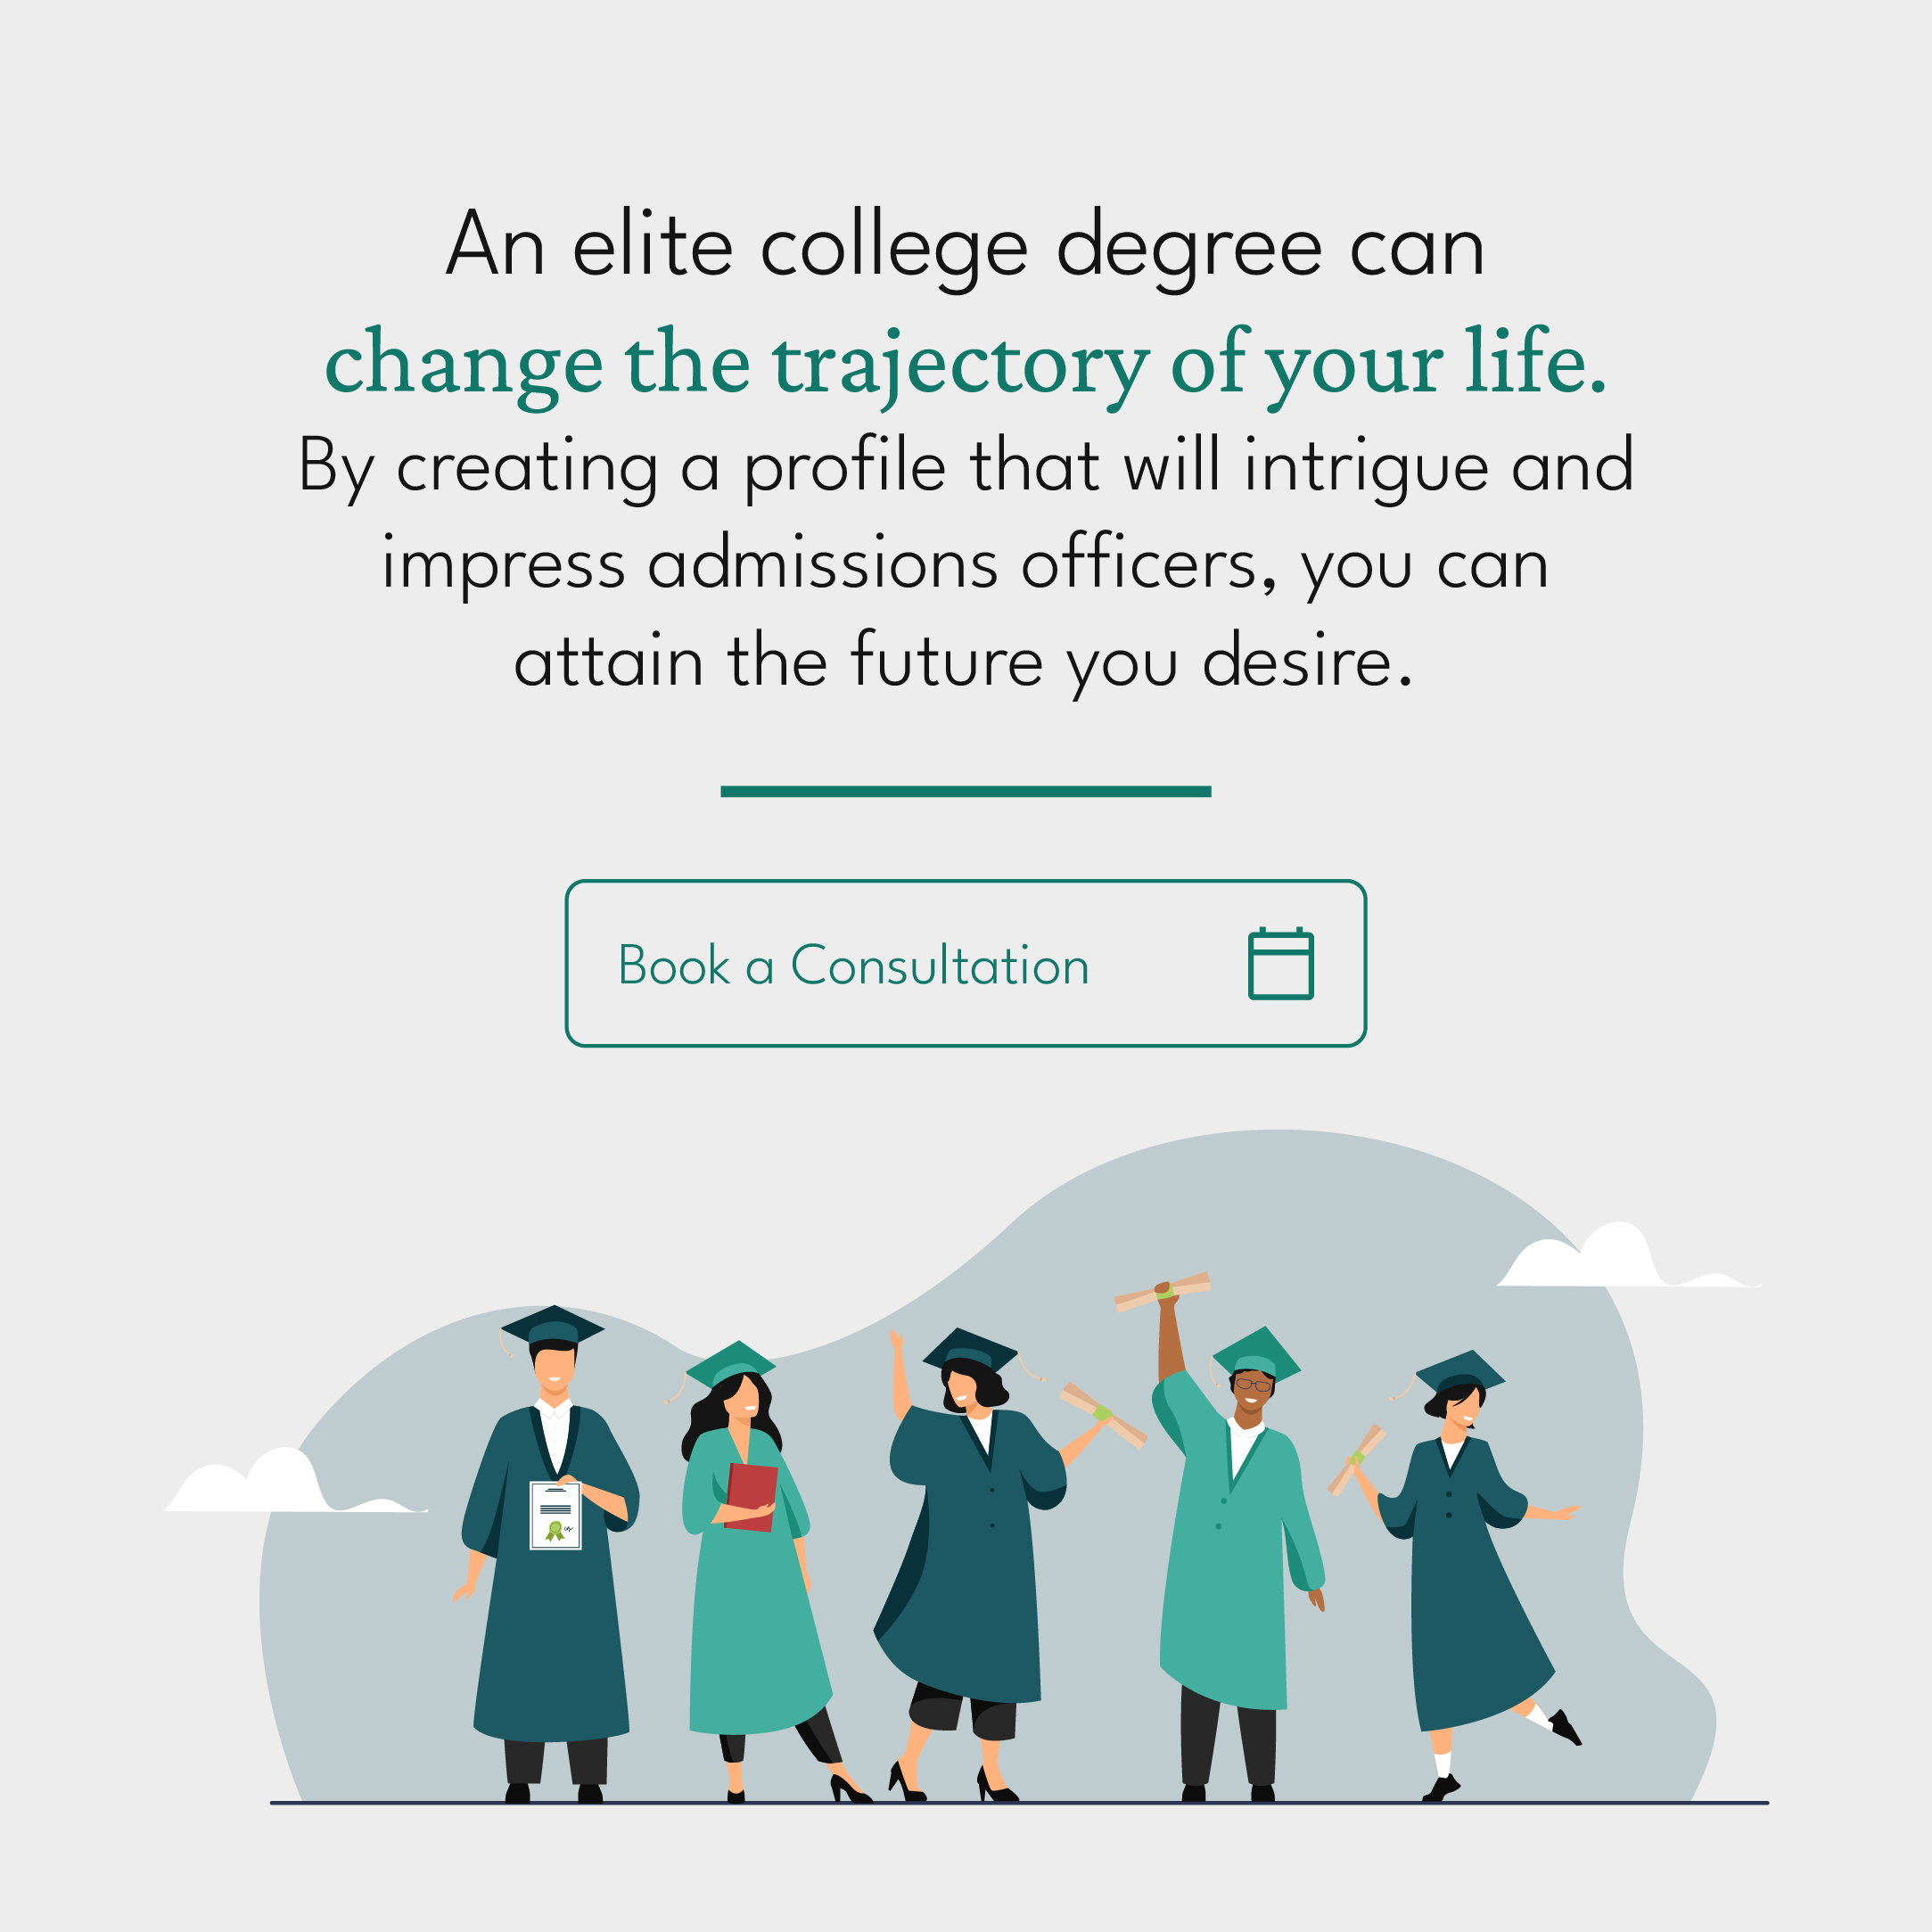 An elite college degree can
change the trajectory of your life.
By creating a profile that will intrigue and
impress admissions officers, you can
attain the future you desire.
Book a Consultation